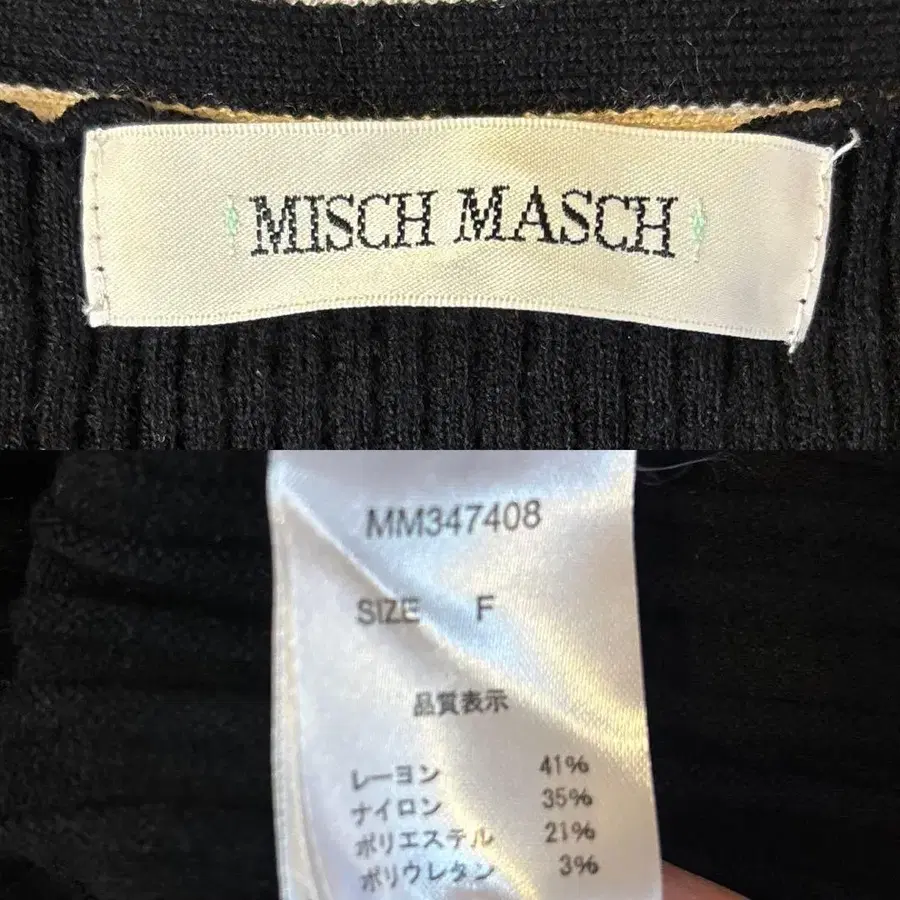 MISCH MASCH
MM347408
SIZE F
品質表示
レーヨン 41%
ナイロン 35%
ポリエステル 21%
ポリウレタン 3%